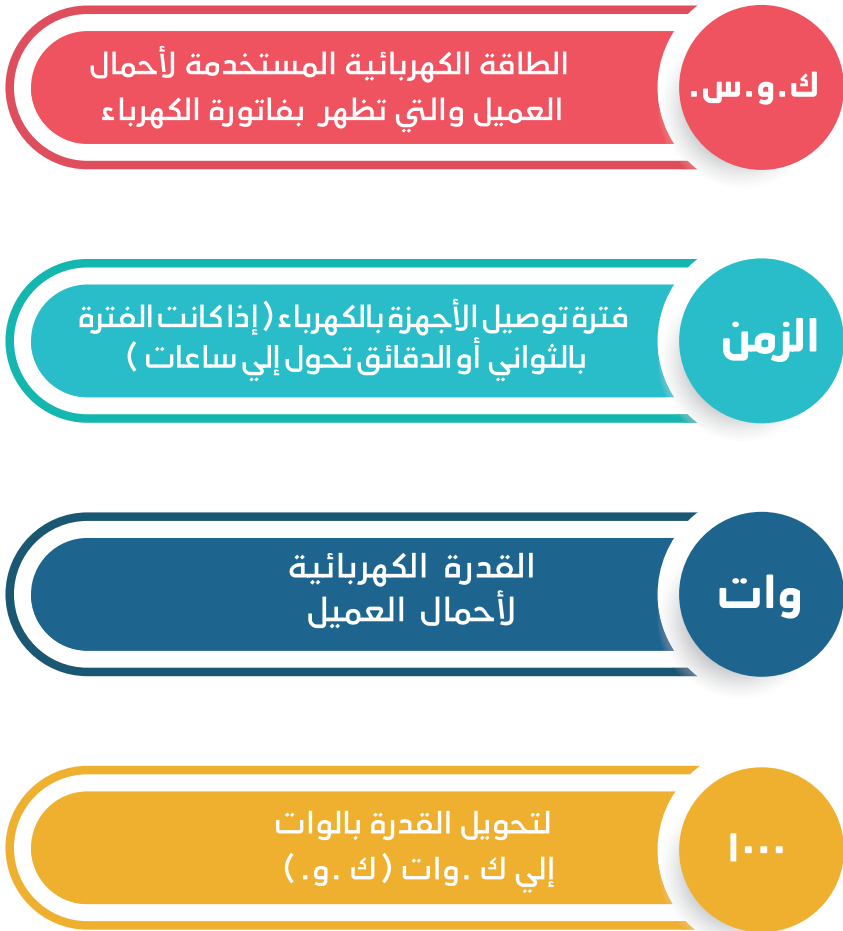 ك.و.س.
الطاقة الكهربائية المستخدمة لأحمال
العميل والتي تظهر بفاتورة الكهرباء
الزمن
فترة توصيل الأجهزة بالكهرباء (إذا كانت الفترة
بالثواني أو الدقائق تحول إلي ساعات )
وات
القدرة الكهربائية
لأحمال العميل
١٠٠٠
لتحويل القدرة بالوات
إلي ك .وات (ك .و. )